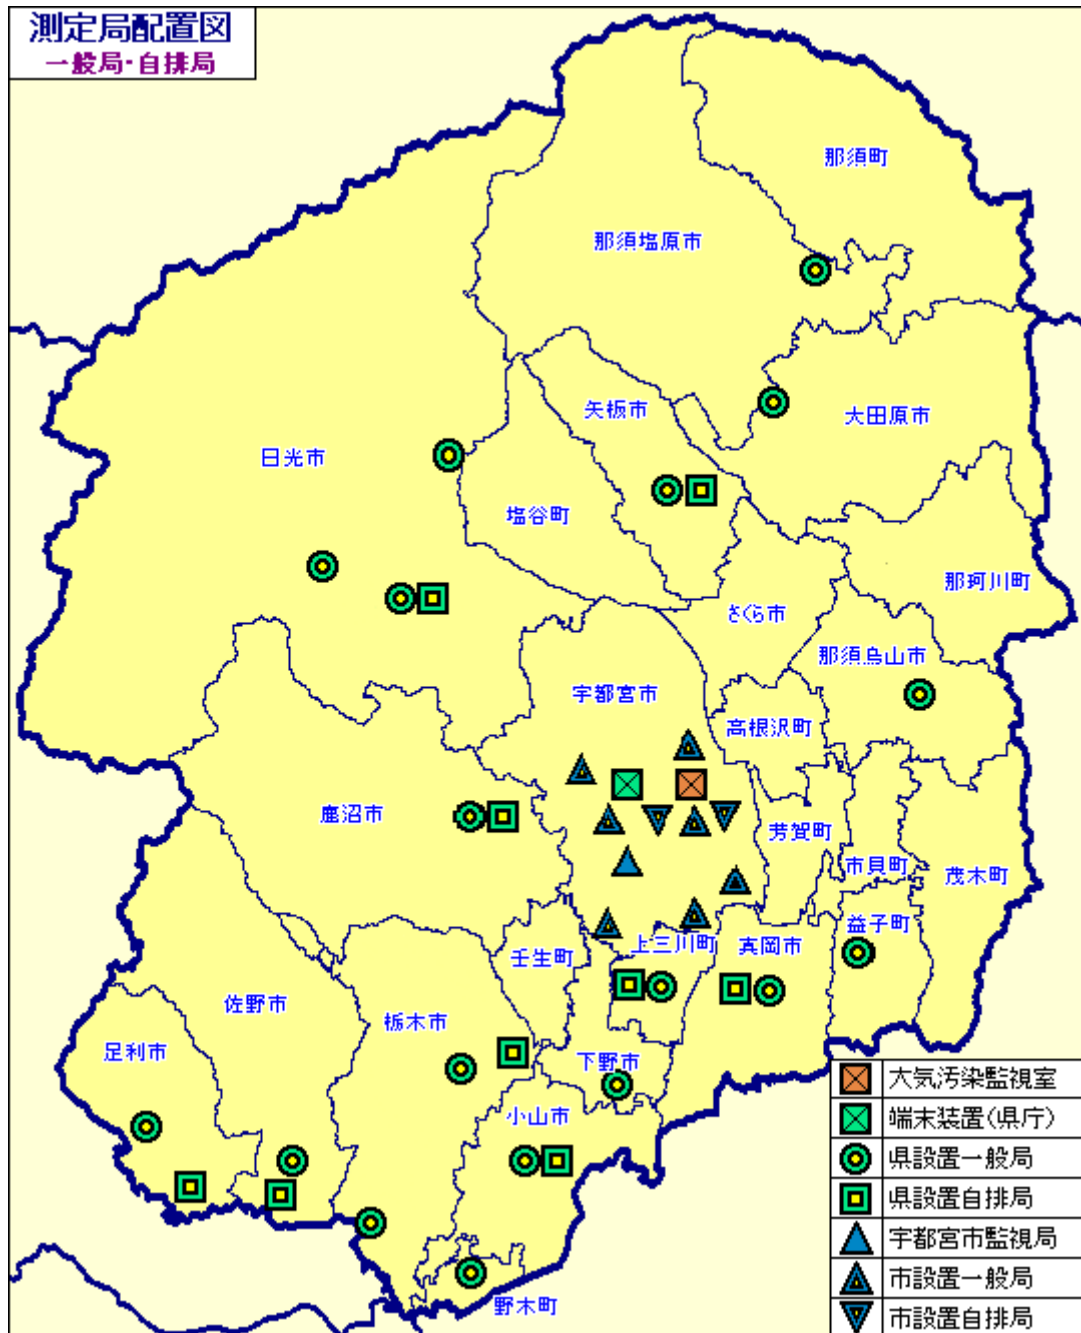 測定局配置図
一般局・自排局
那須町
那須塩原市
矢板市
大田原市
日光市
塩谷町
那珂川町
さくら市
那須烏山市
宇都宮市
高根沢町
鹿沼市
芳賀町
市貝町
茂木町
益子町
上三川町
真岡市
壬生町
佐野市
栃木市
足利市
下野市
小山市
野木町
大気汚染監視室
端末装置(県庁)
県設置一般局
県設置自排局
宇都宮市監視局
市設置一般局
市設置自排局